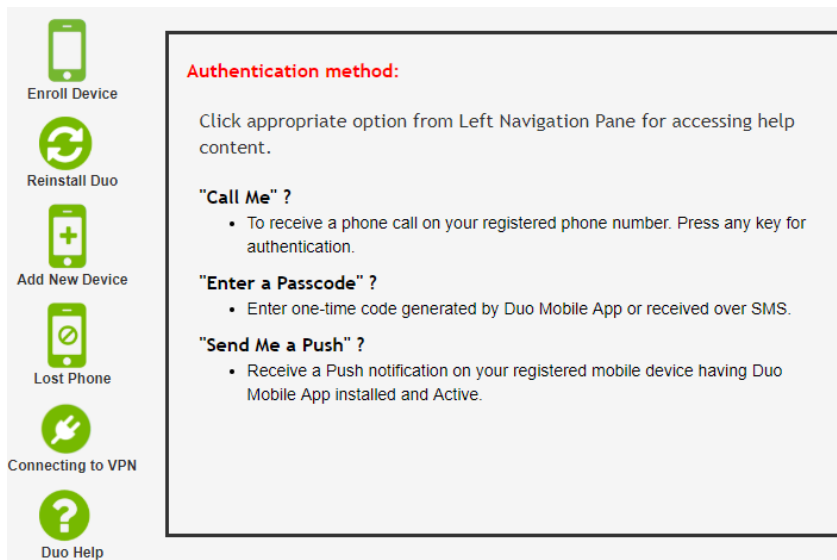 Enroll Device
Reinstall Duo
Add New Device
Lost Phone
Connecting to VPN
Duo Help
Authentication method:
Click appropriate option from Left Navigation Pane for accessing help
content.
"Call Me" ?
• To receive a phone call on your registered phone number. Press any key for
authentication.
"Enter a Passcode" ?
• Enter one-time code generated by Duo Mobile App or received over SMS.
"Send Me a Push" ?
• Receive a Push notification on your registered mobile device having Duo
Mobile App installed and Active.